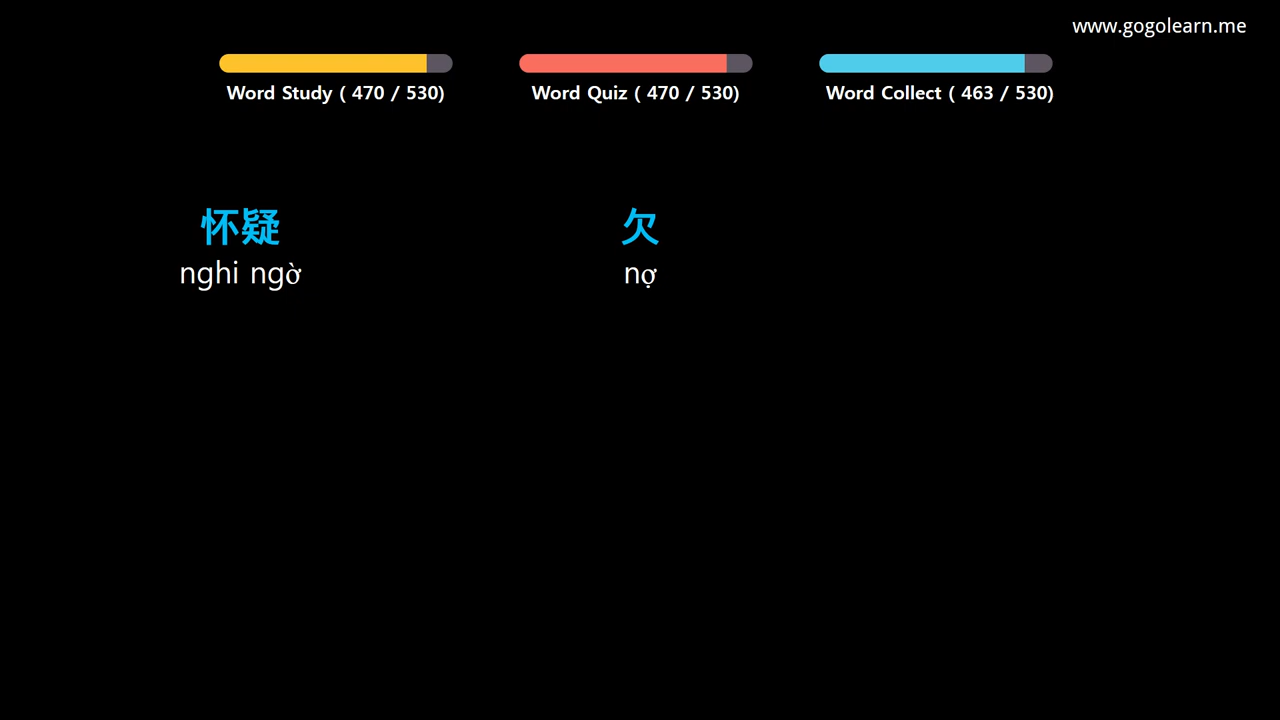 www.gogolearn.me
Word Study ( 470 / 530)
Word Quiz ( 470 / 530)
Word Collect ( 463 / 530)
怀疑
nghi ngờ
欠
nợ